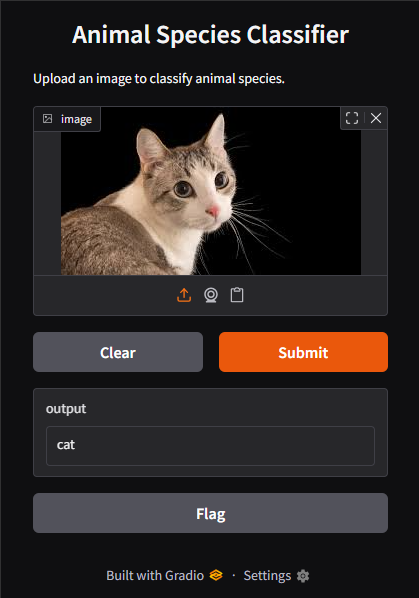 Animal Species Classifier
Upload an image to classify animal species.
image
Clear
Submit
output
cat
Flag
Built with Gradio · Settings